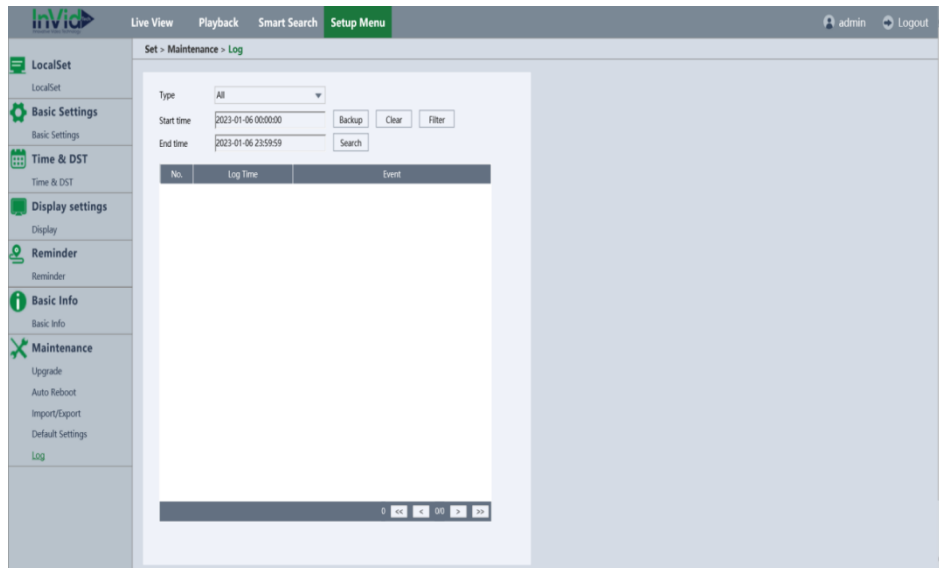 InVid
Live View Playback Smart Search Setup Menu admin Logout
Set > Maintenance > Log
LocalSet
LocalSet
Basic Settings
Basic Settings
Time & DST
Time & DST
Display settings
Display
Reminder
Reminder
Basic Info
Basic Info
Maintenance
Upgrade
Auto Reboot
Import/Export
Default Settings
Log
Type All
Start time 2023-01-06 00:00:00 Backup Clear Filter
End time 2023-01-06 23:59:59 Search
No. Log Time Event
0 << < 0/0 > >>